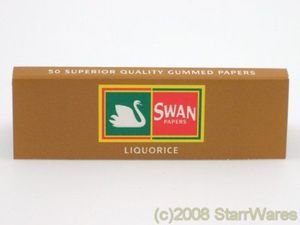 50 SUPERIOR QUALITY GUMMED PAPERS
SWAN
PAPERS
LIQUORICE
(c)2008 StarrWares